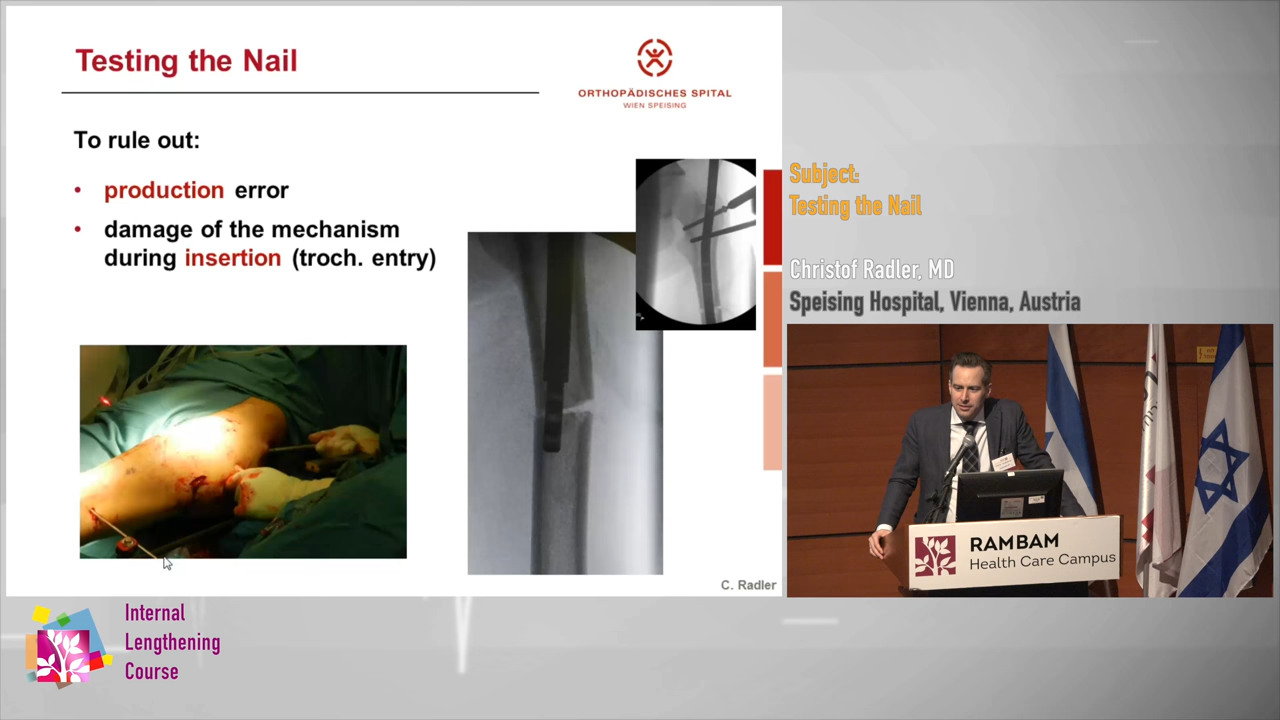 Testing the Nail
ORTHOPÄDISCHES SPITAL
WIEN SPEISING
To rule out:
• production error
• damage of the mechanism
during insertion (troch. entry)
C. Radler
Subject:
Testing the Nail
Christof Radler, MD
Speising Hospital, Vienna, Austria
RAMBAM
Health Care Campus
Internal
Lengthening
Course